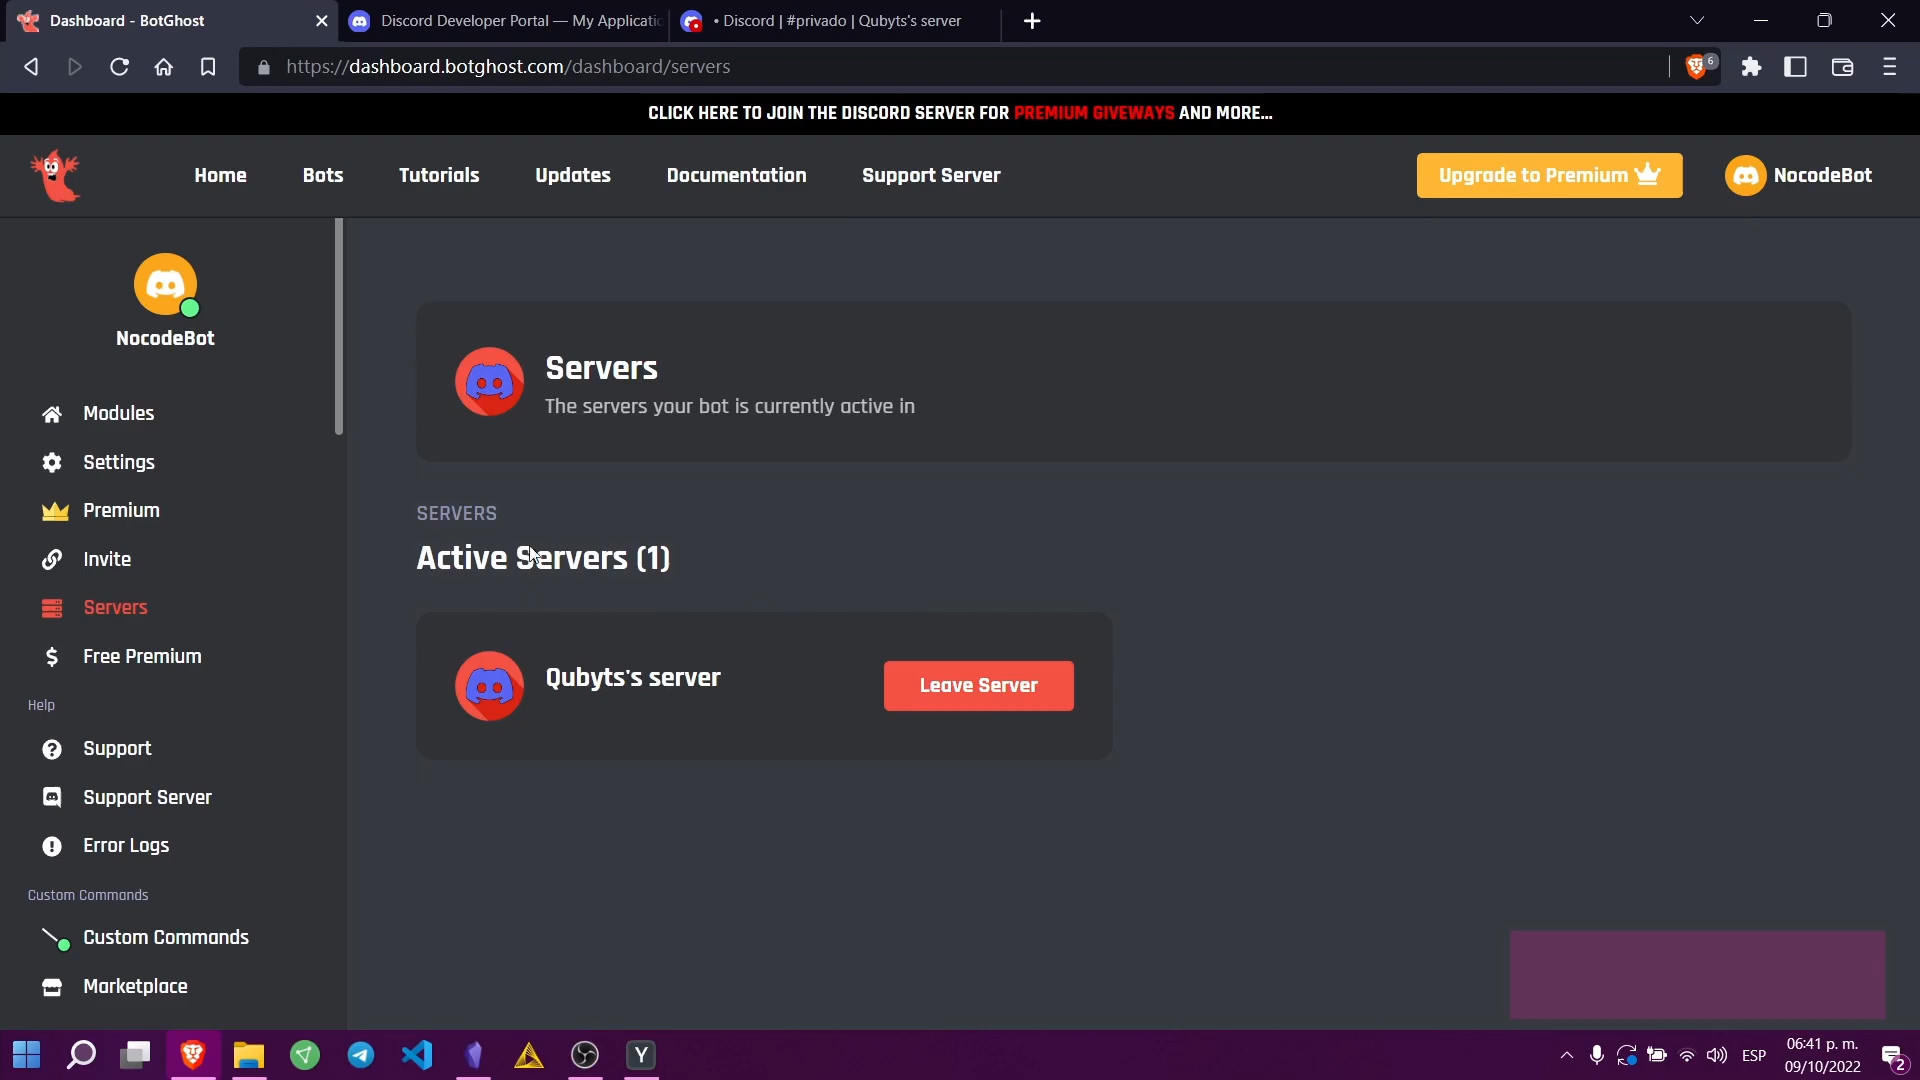 Dashboard - BotGhost
Discord Developer Portal — My Applicatio
• Discord | #privado | Qubyts's server
https://dashboard.botghost.com/dashboard/servers
6
CLICK HERE TO JOIN THE DISCORD SERVER FOR PREMIUM GIVEWAYS AND MORE...
Home
Bots
Tutorials
Updates
Documentation
Support Server
Upgrade to Premium
NocodeBot
NocodeBot
Modules
Settings
Premium
Invite
Servers
Free Premium
Help
Support
Support Server
Error Logs
Custom Commands
Custom Commands
Marketplace
Servers
The servers your bot is currently active in
SERVERS
Active Servers (1)
Qubyts's server
Leave Server
Y
ESP
06:41 p. m.
09/10/2022
2